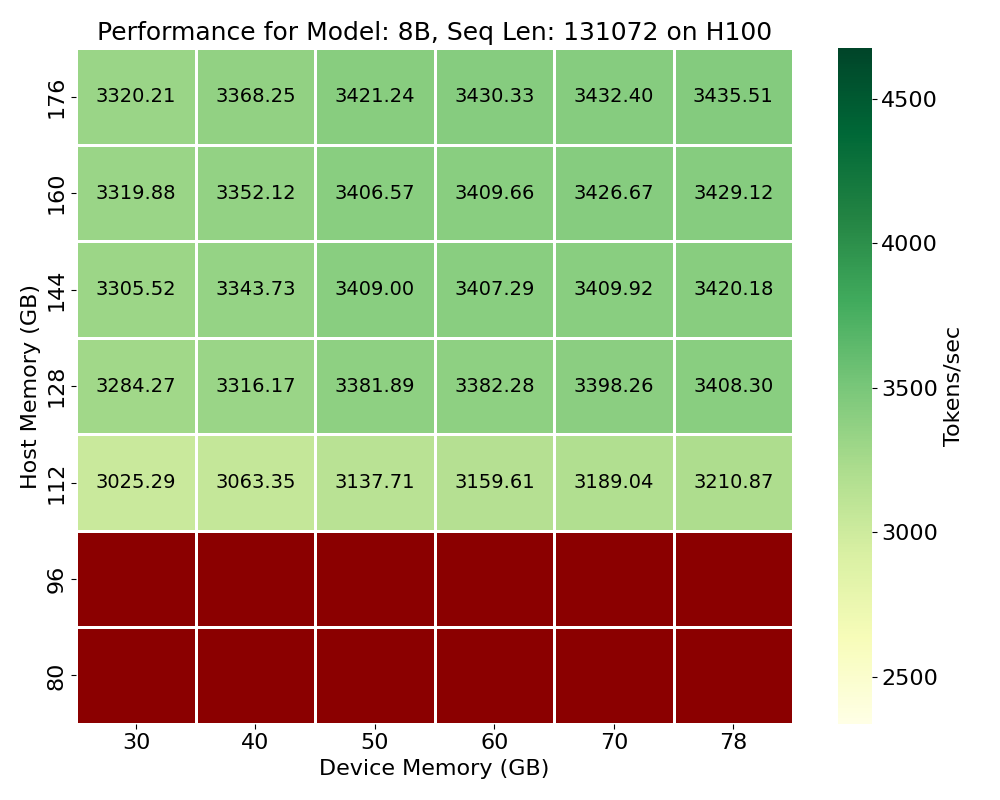 Performance for Model: 8B, Seq Len: 131072 on H100
176 3320.21 3368.25 3421.24 3430.33 3432.40 3435.51
160 3319.88 3352.12 3406.57 3409.66 3426.67 3429.12
144 3305.52 3343.73 3409.00 3407.29 3409.92 3420.18
128 3284.27 3316.17 3381.89 3382.28 3398.26 3408.30
112 3025.29 3063.35 3137.71 3159.61 3189.04 3210.87
96
80
Host Memory (GB)
30 40 50 60 70 78
Device Memory (GB)
4500
4000
3500
3000
2500
Tokens/sec